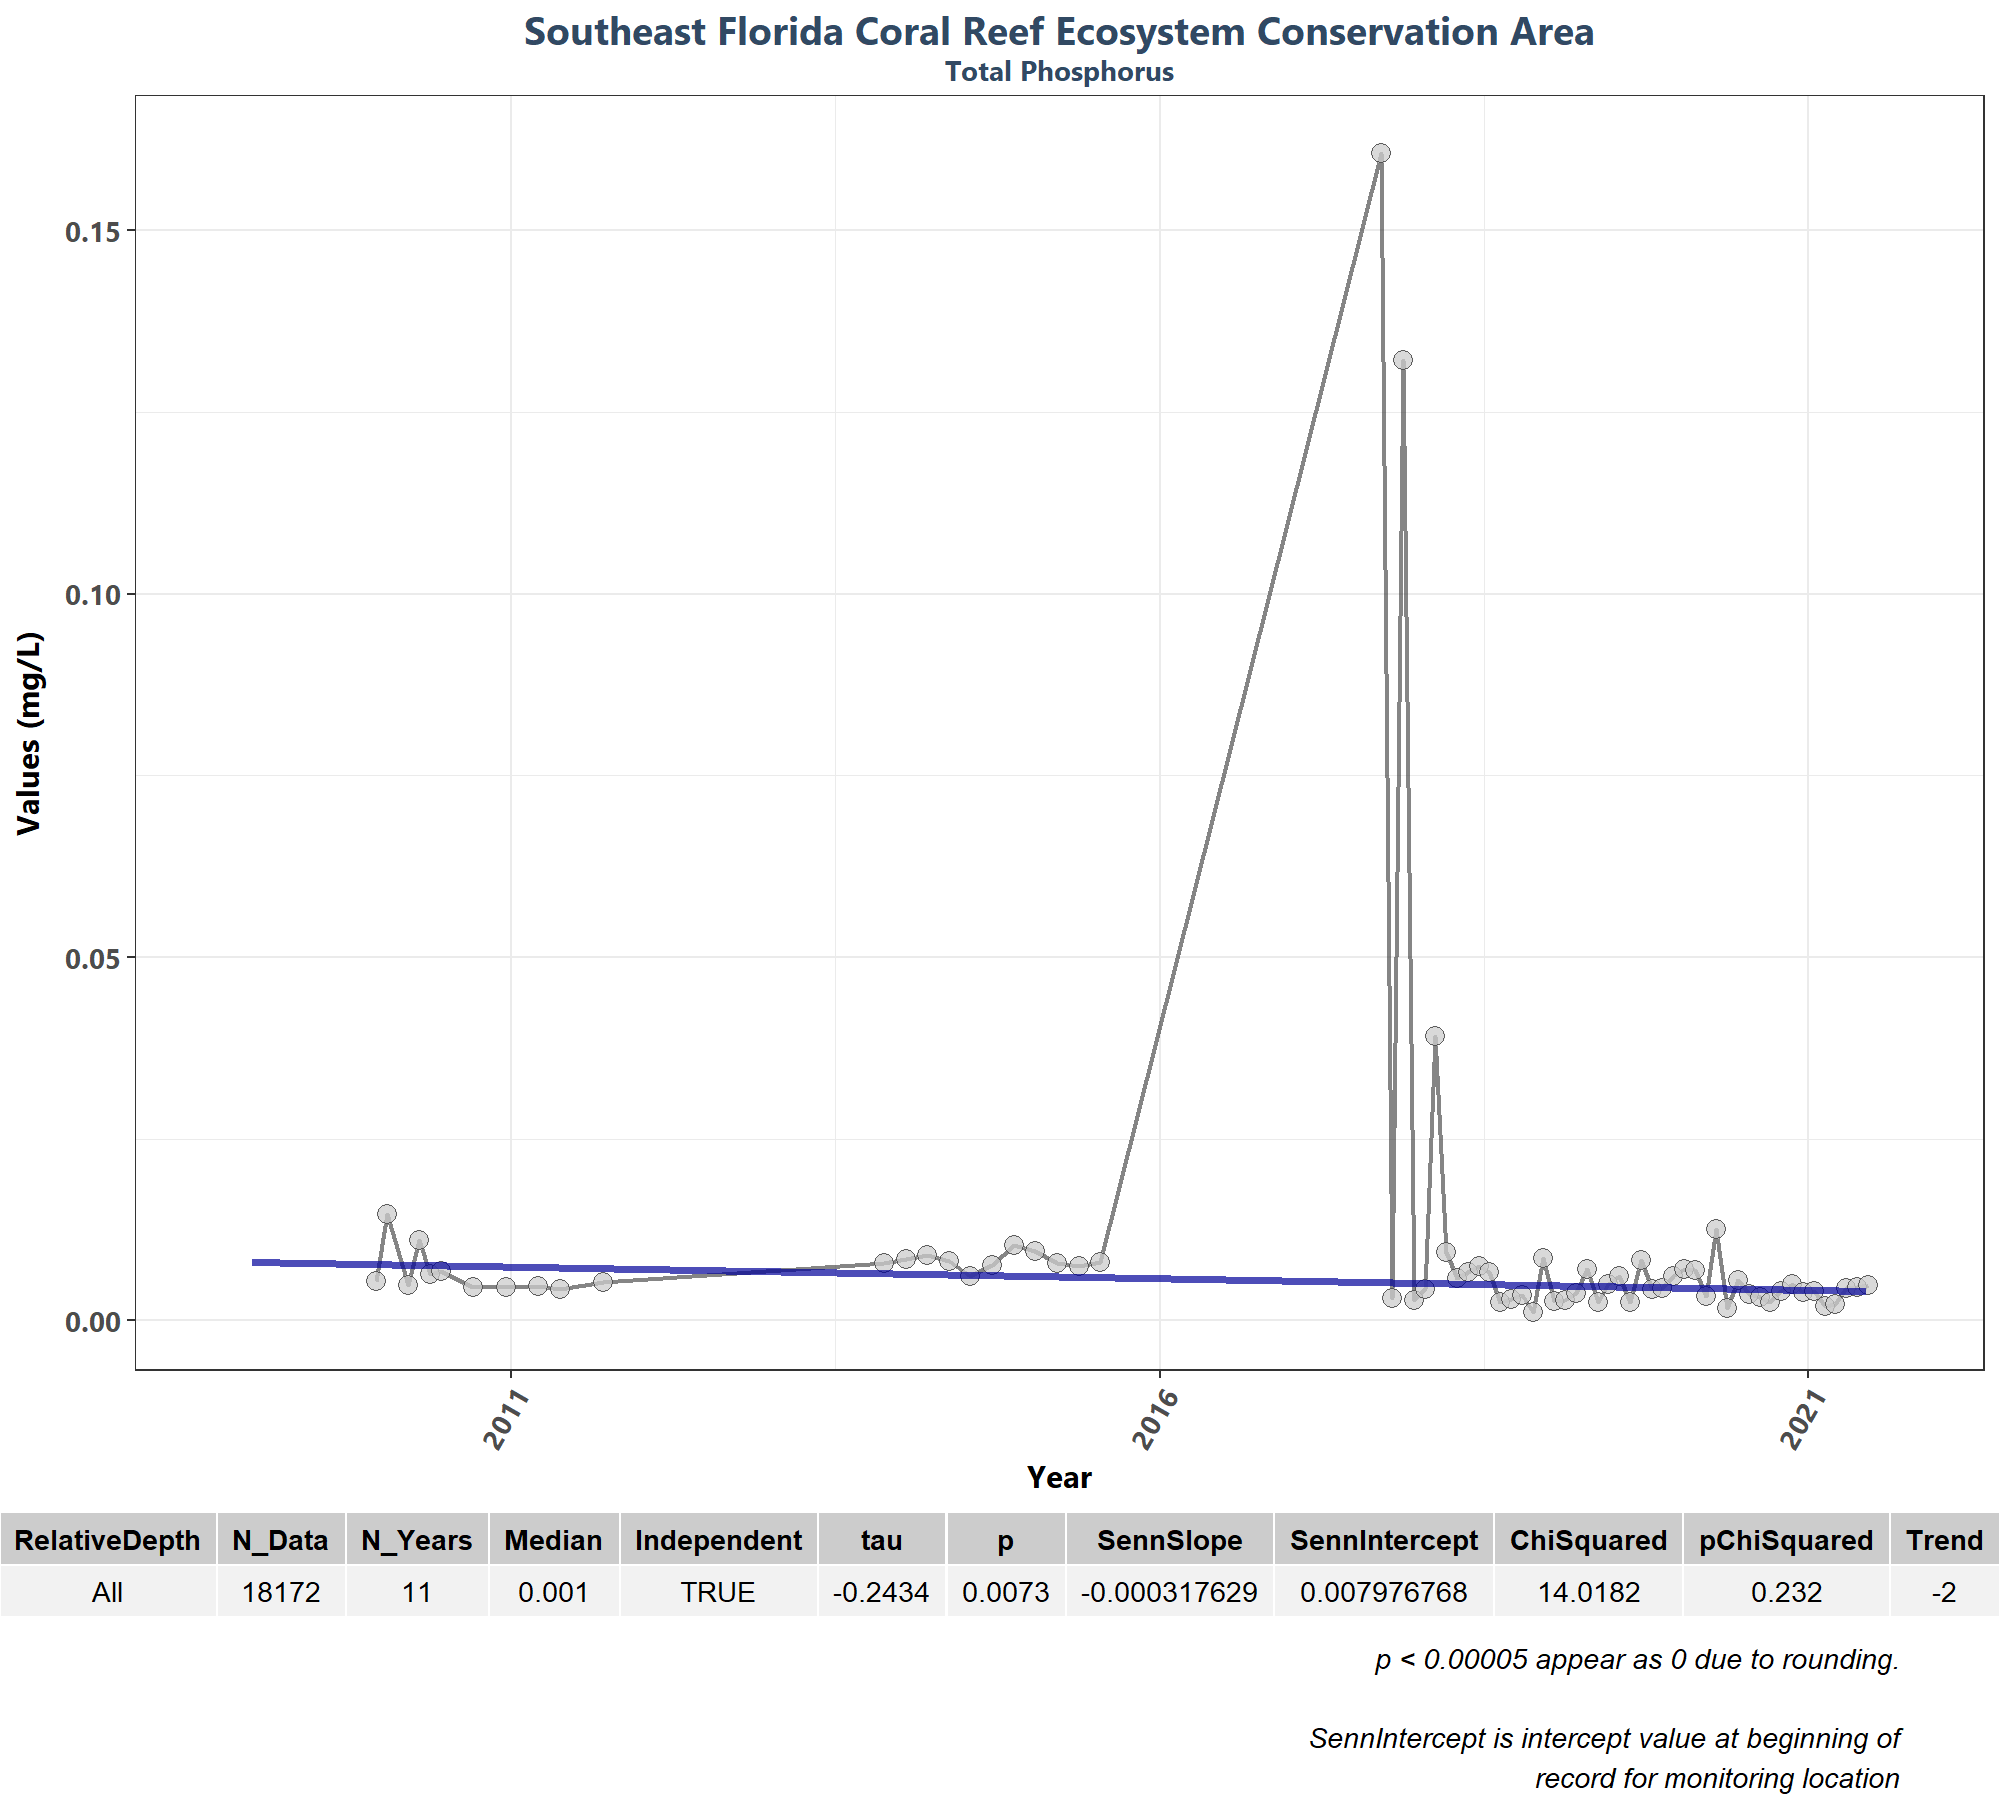 Southeast Florida Coral Reef Ecosystem Conservation Area
Total Phosphorus
Values (mg/L)
0.15
0.10
0.05
0.00
2011
2016
2021
Year
RelativeDepth N_Data N_Years Median Independent tau p SennSlope SennIntercept ChiSquared pChiSquared Trend
All 18172 11 0.001 TRUE -0.2434 0.0073 -0.000317629 0.007976768 14.0182 0.232 -2
p < 0.00005 appear as 0 due to rounding.
SennIntercept is intercept value at beginning of
record for monitoring location